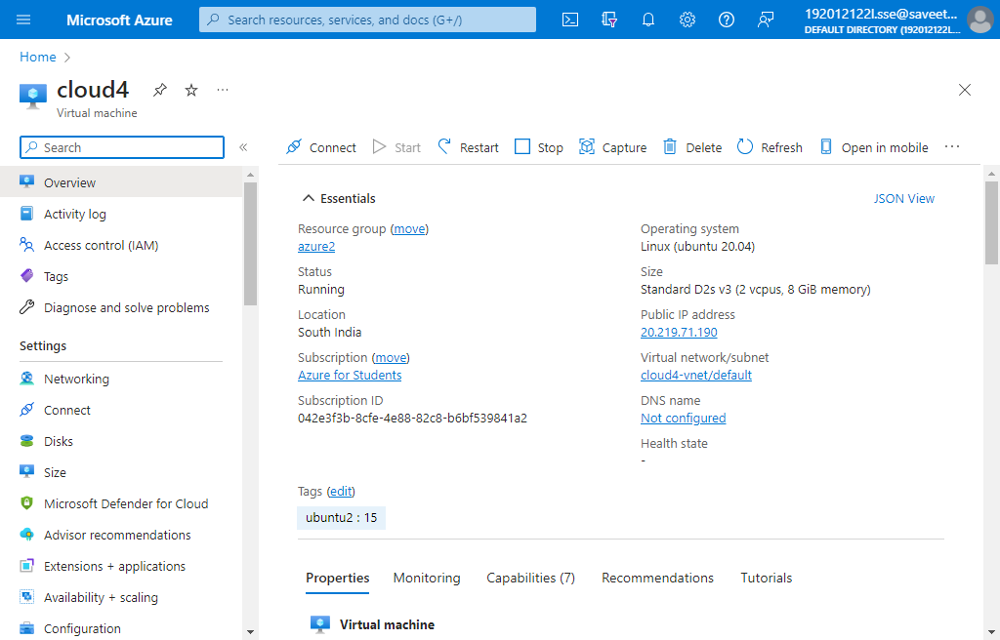 Microsoft Azure
Search resources, services, and docs (G+/)
192012122l.sse@saveet...
DEFAULT DIRECTORY (192012122L....
Home
cloud4
Virtual machine
Search
Connect Start Restart Stop Capture Delete Refresh Open in mobile
Overview
Activity log
Access control (IAM)
Tags
Diagnose and solve problems
Settings
Networking
Connect
Disks
Size
Microsoft Defender for Cloud
Advisor recommendations
Extensions + applications
Availability + scaling
Configuration
Essentials
JSON View
Resource group (move)
azure2
Status
Running
Location
South India
Subscription (move)
Azure for Students
Subscription ID
042e3f3b-8cfe-4e88-82c8-b6bf539841a2
Operating system
Linux (ubuntu 20.04)
Size
Standard D2s v3 (2 vcpus, 8 GiB memory)
Public IP address
20.219.71.190
Virtual network/subnet
cloud4-vnet/default
DNS name
Not configured
Health state
-
Tags (edit)
ubuntu2 : 15
Properties Monitoring Capabilities (7) Recommendations Tutorials
Virtual machine